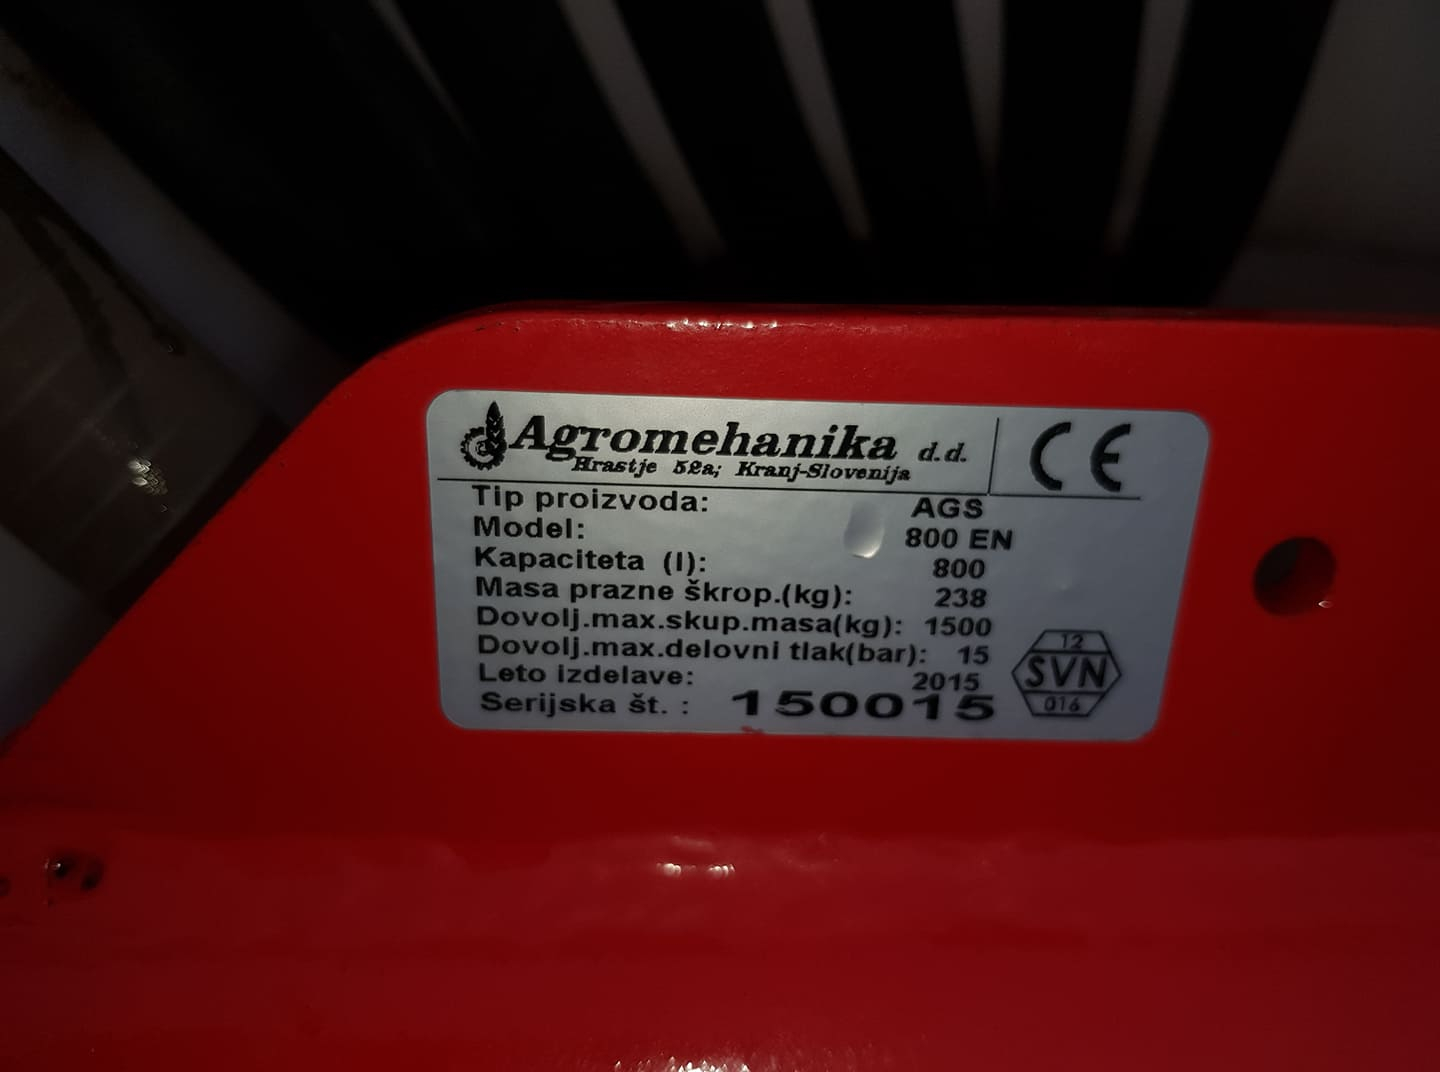 Agromehanika d.d.
Hrastje 52a; Kranj-Slovenija
CE
Tip proizvoda: AGS
Model: 800 EN
Kapaciteta (l): 800
Masa prazne škrop.(kg): 238
Dovolj.max.skup.masa(kg): 1500
Dovolj.max.delovni tlak(bar): 15
Leto izdelave: 2015
Serijska št. : 150015
12
SVN
016